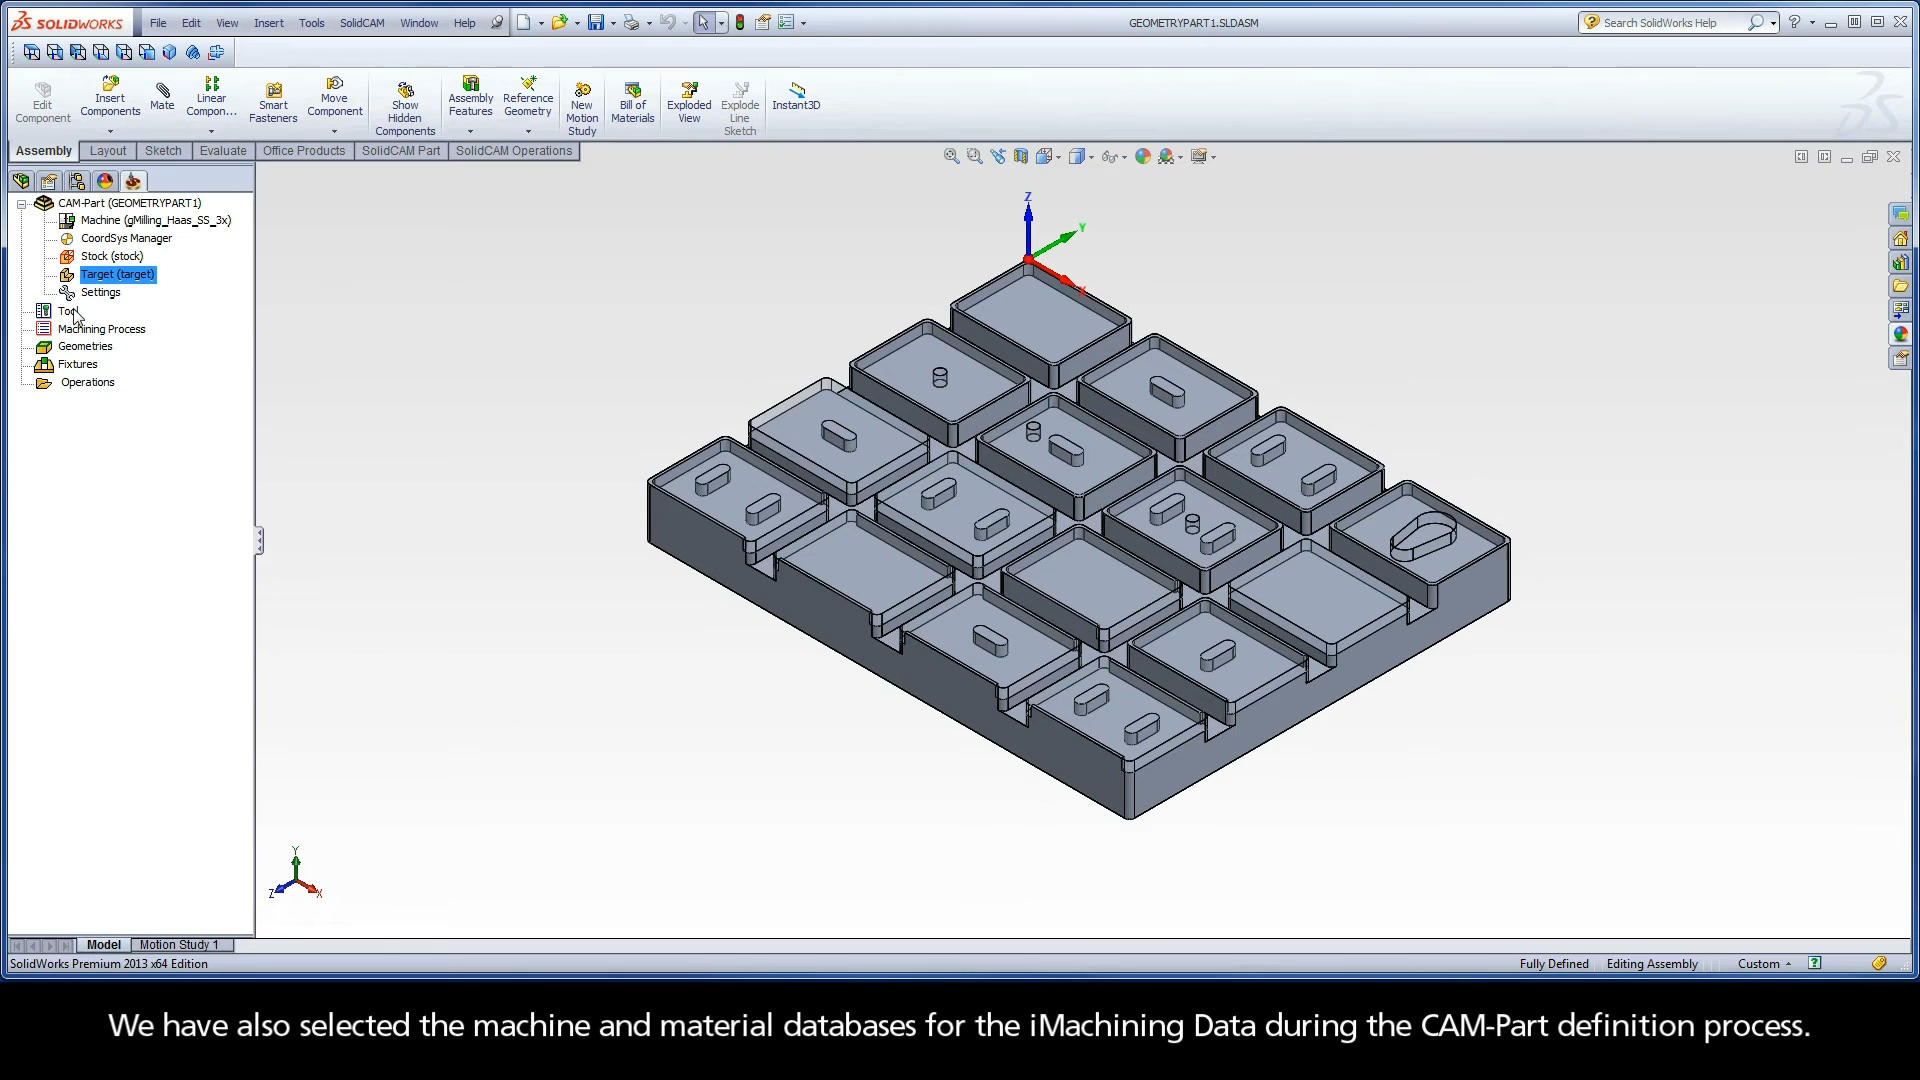 SOLIDWORKS File Edit View Insert Tools SolidCAM Window Help GEOMETRYPART1.SLDASM Search SolidWorks Help
Edit Component
Insert Components
Mate
Linear Compon...
Smart Fasteners
Move Component
Show Hidden Components
Assembly Features
Reference Geometry
New Motion Study
Bill of Materials
Exploded View
Explode Line Sketch
Instant3D
Assembly Layout Sketch Evaluate Office Products SolidCAM Part SolidCAM Operations
CAM-Part (GEOMETRYPART1)
Machine (gMilling_Haas_SS_3x)
CoordSys Manager
Stock (stock)
Target (target)
Settings
Machining Process
Geometries
Fixtures
Operations
Z
Y
X
Y
Z X
Model Motion Study 1
SolidWorks Premium 2013 x64 Edition Fully Defined Editing Assembly Custom
We have also selected the machine and material databases for the iMachining Data during the CAM-Part definition process.